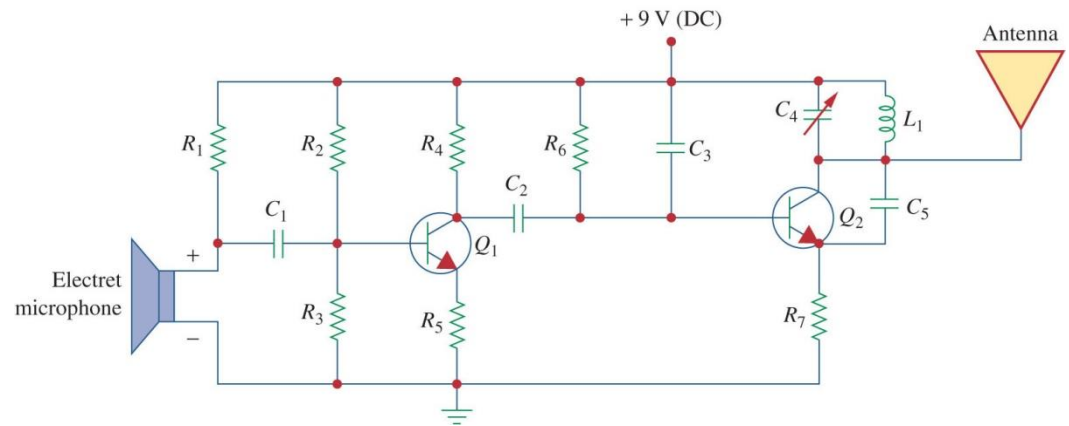 + 9 V (DC)
Antenna
R₁
R₂
R₄
R₆
C₃
C₄
L₁
C₁
C₂
Q₁
Q₂
C₅
+
Electret
microphone
−
R₃
R₅
R₇